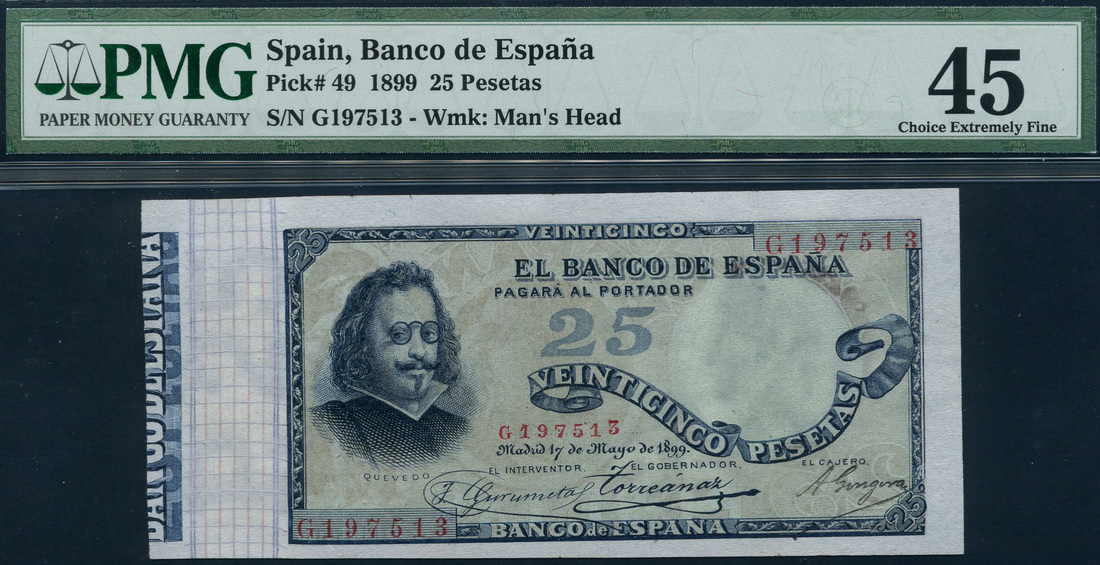 PMG
PAPER MONEY GUARANTY
Spain, Banco de España
Pick# 49 1899 25 Pesetas
S/N G197513 - Wmk: Man's Head
45
Choice Extremely Fine
25
VEINTICINCO
G197513
EL BANCO DE ESPAÑA
PAGARÁ AL PORTADOR
25
VEINTICINCO PESETAS
G197513
Madrid 17 de Mayo de 1899.
QUEVEDO
EL INTERVENTOR,
EL GOBERNADOR,
EL CAJERO,
Torreánaz
G197513
BANCO de ESPAÑA
25